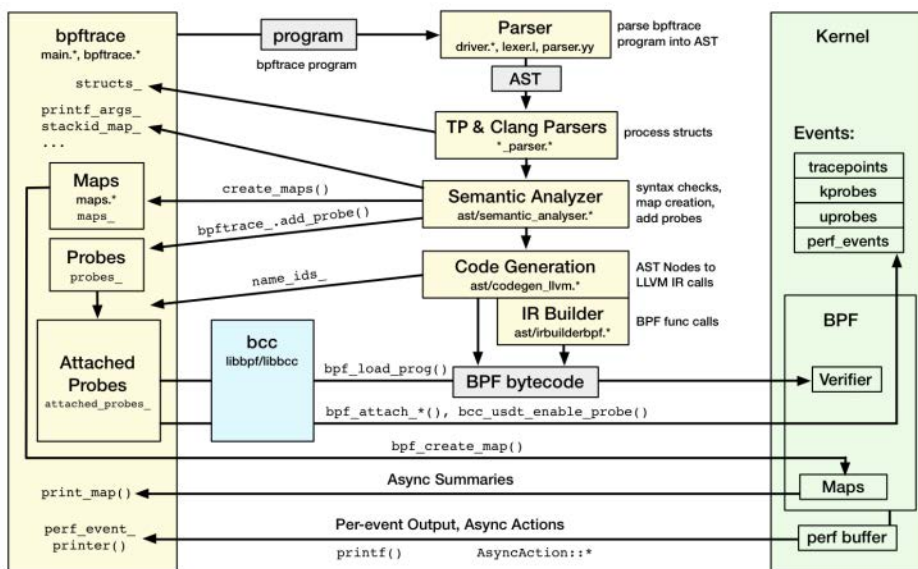 bpftrace
main.*, bpftrace.*
program
bpftrace program
Parser
driver.*, lexer.l, parser.yy
parse bpftrace
program into AST
Kernel
AST
structs_
printf_args_
stackid_map_
...
TP & Clang Parsers
*_parser.*
process structs
Events:
tracepoints
kprobes
uprobes
perf_events
Maps
maps.*
maps_
create_maps()
Semantic Analyzer
ast/semantic_analyser.*
syntax checks,
map creation,
add probes
bpftrace_.add_probe()
Probes
probes_
name_ids_
Code Generation
ast/codegen_llvm.*
AST Nodes to
LLVM IR calls
IR Builder
ast/irbuilderbpf.*
BPF func calls
BPF
Attached
Probes
attached_probes_
bcc
libbpf/libbcc
bpf_load_prog()
BPF bytecode
Verifier
bpf_attach_*(), bcc_usdt_enable_probe()
bpf_create_map()
Async Summaries
print_map()
Maps
Per-event Output, Async Actions
perf_event_
printer()
printf()
AsyncAction::*
perf buffer